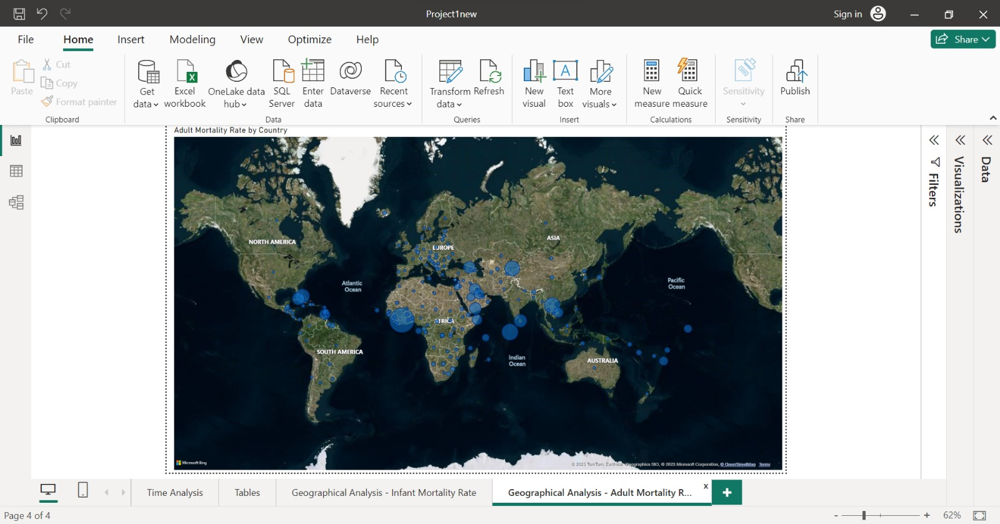 Project1new
Sign in
File Home Insert Modeling View Optimize Help
Share
Paste
Cut
Copy
Format painter
Clipboard
Get data
Excel workbook
OneLake data hub
SQL Server
Enter data
Dataverse
Recent sources
Data
Transform data
Refresh
Queries
New visual
Text box
More visuals
Insert
New measure
Quick measure
Calculations
Sensitivity
Sensitivity
Publish
Share
Adult Mortality Rate by Country
NORTH AMERICA
EUROPE
ASIA
Atlantic
Ocean
Pacific
Ocean
AFRICA
SOUTH AMERICA
Indian
Ocean
AUSTRALIA
Microsoft Bing
© 2023 TomTom, Earthstar Geographics SIO, © 2023 Microsoft Corporation, © OpenStreetMap Terms
Filters
Visualizations
Data
Time Analysis
Tables
Geographical Analysis - Infant Mortality Rate
Geographical Analysis - Adult Mortality R... x
+
Page 4 of 4
- + 62%